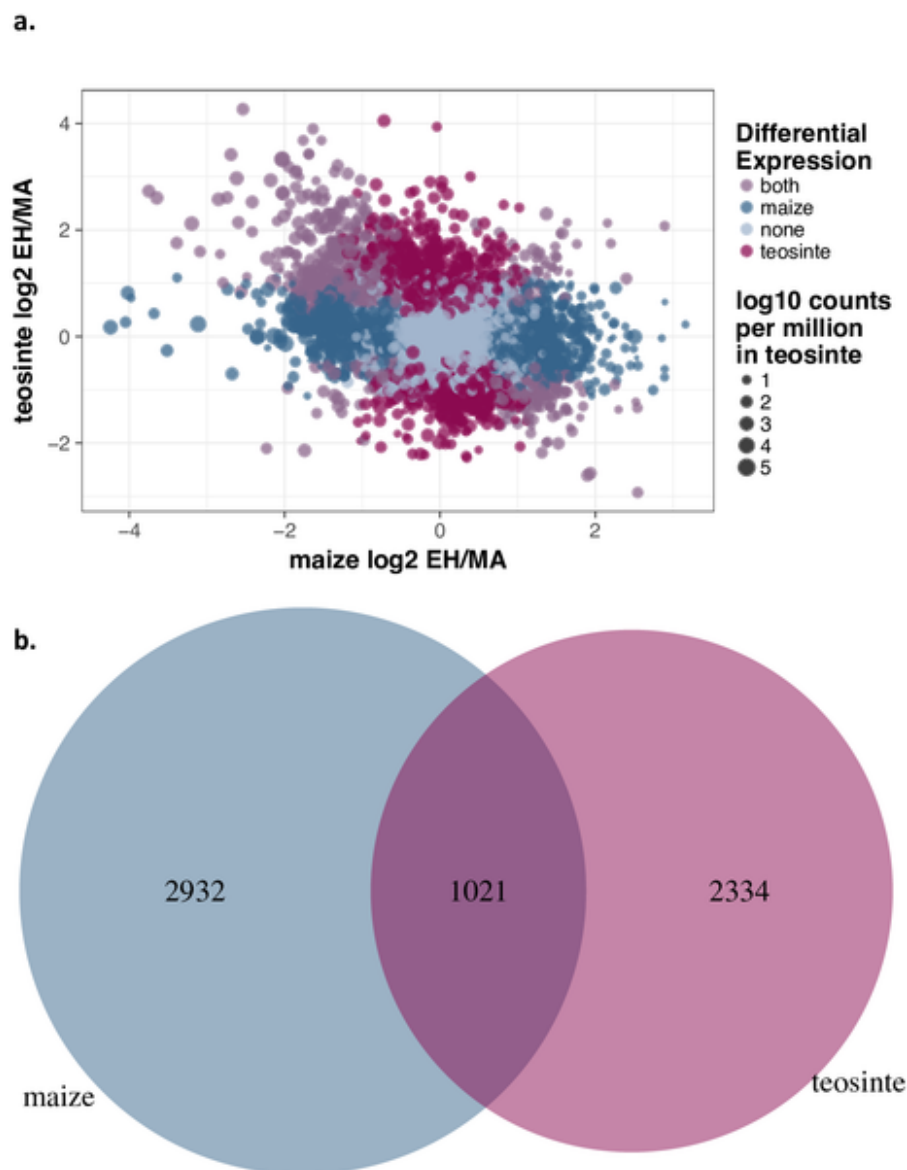 a.
teosinte log2 EH/MA
4
2
0
−2
−4
−2
0
2
maize log2 EH/MA
Differential
Expression
both
maize
none
teosinte
log10 counts
per million
in teosinte
1
2
3
4
5
b.
2932
1021
2334
maize
teosinte